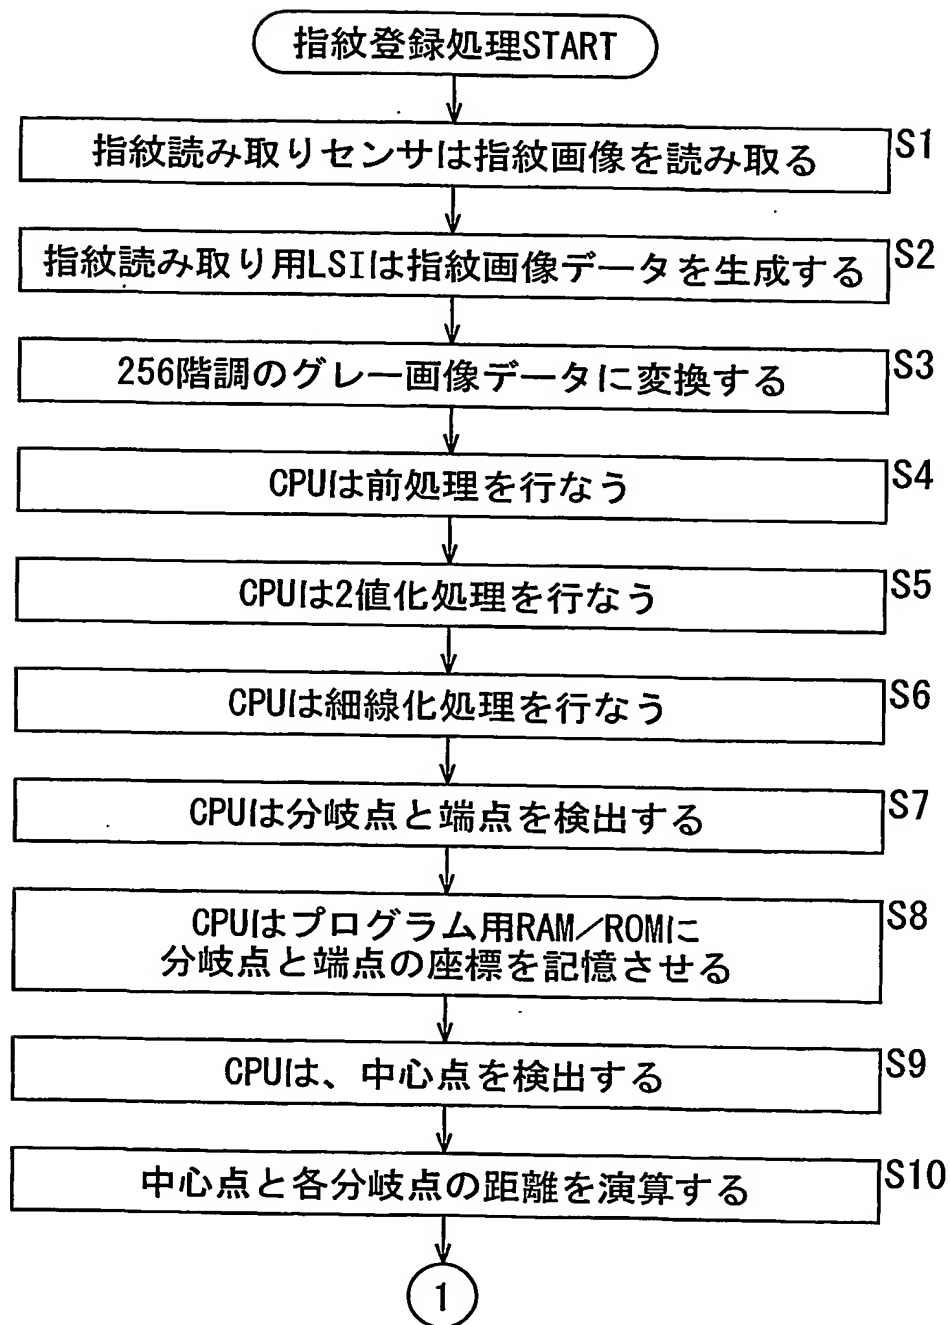 指紋登録処理START
指紋読み取りセンサは指紋画像を読み取る
S1
指紋読み取り用LSIは指紋画像データを生成する
S2
256階調のグレー画像データに変換する
S3
CPUは前処理を行なう
S4
CPUは2値化処理を行なう
S5
CPUは細線化処理を行なう
S6
CPUは分岐点と端点を検出する
S7
CPUはプログラム用RAM／ROMに
分岐点と端点の座標を記憶させる
S8
CPUは、中心点を検出する
S9
中心点と各分岐点の距離を演算する
S10
1